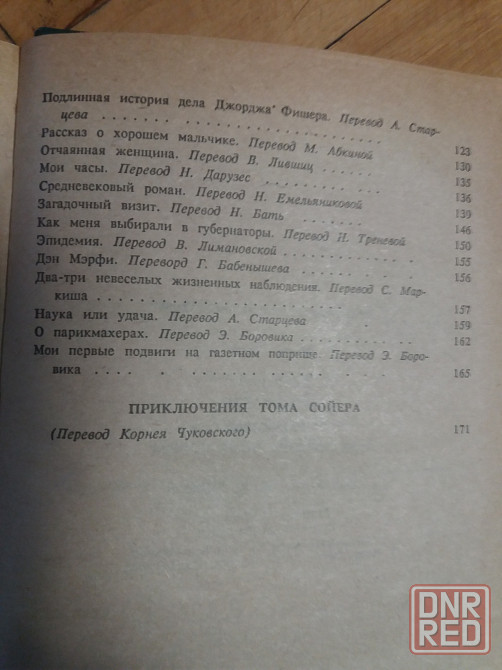 Подлинная история дела Джорджа Фишера. Перевод А. Стар-
цева . . . . . . . . . . . . . . . . . . . . 123
Рассказ о хорошем мальчике. Перевод М. Абкиной 130
Отчаянная женщина. Перевод В. Лившиц . . . 135
Мои часы. Перевод Н. Дарузес . . . . . . . . 136
Средневековый роман. Перевод Н. Емельяниковой 139
Загадочный визит. Перевод Н. Бать . . . . . 146
Как меня выбирали в губернаторы. Перевод Н. Треневой 150
Эпидемия. Перевод В. Лимановской . . . . . . 155
Дэн Мэрфи. Переворд Г. Бабенышева . . . . . 156
Два-три невеселых жизненных наблюдения. Перевод С. Мар-
киша . . . . . . . . . . . . . . . . . . . . 157
Наука или удача. Перевод А. Старцева . 159
О парикмахерах. Перевод Э. Боровика . . . . 162
Мои первые подвиги на газетном поприще. Перевод Э. Боро-
вика . . . . . . . . . . . . . . . . . . . . 165
ПРИКЛЮЧЕНИЯ ТОМА СОЙЕРА
(Перевод Корнея Чуковского) 171
DNR
RED